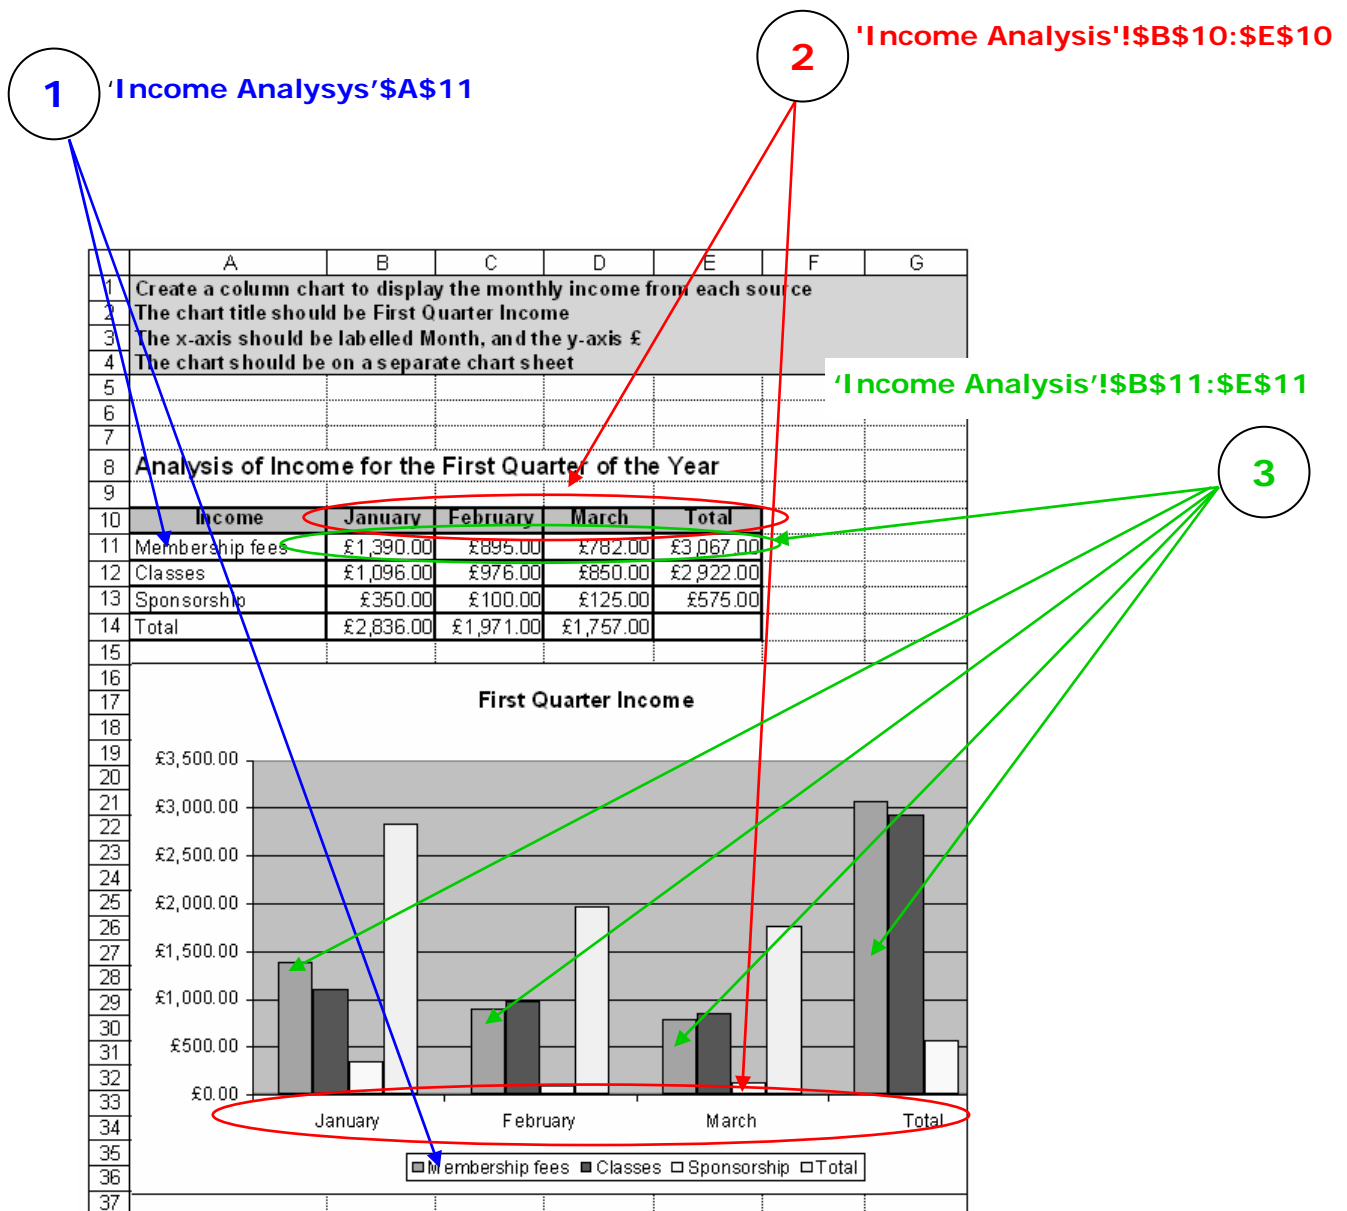 2 'Income Analysis'!$B$10:$E$10
1 ‘Income Analysys’$A$11
A B C D E F G
1 Create a column chart to display the monthly income from each source
2 The chart title should be First Quarter Income
3 The x-axis should be labelled Month, and the y-axis £
4 The chart should be on a separate chart sheet
5 ‘Income Analysis’!$B$11:$E$11
6
7
8 Analysis of Income for the First Quarter of the Year
3
9
10 Income January February March Total
11 Membership fees £1,390.00 £895.00 £782.00 £3,067.00
12 Classes £1,096.00 £976.00 £850.00 £2,922.00
13 Sponsorship £350.00 £100.00 £125.00 £575.00
14 Total £2,836.00 £1,971.00 £1,757.00
15
16
17 First Quarter Income
18
19 £3,500.00
20
21 £3,000.00
22
23 £2,500.00
24
25 £2,000.00
26
27 £1,500.00
28
29 £1,000.00
30
31 £500.00
32
33 £0.00
34 January February March Total
35
36 Membership fees Classes Sponsorship Total
37